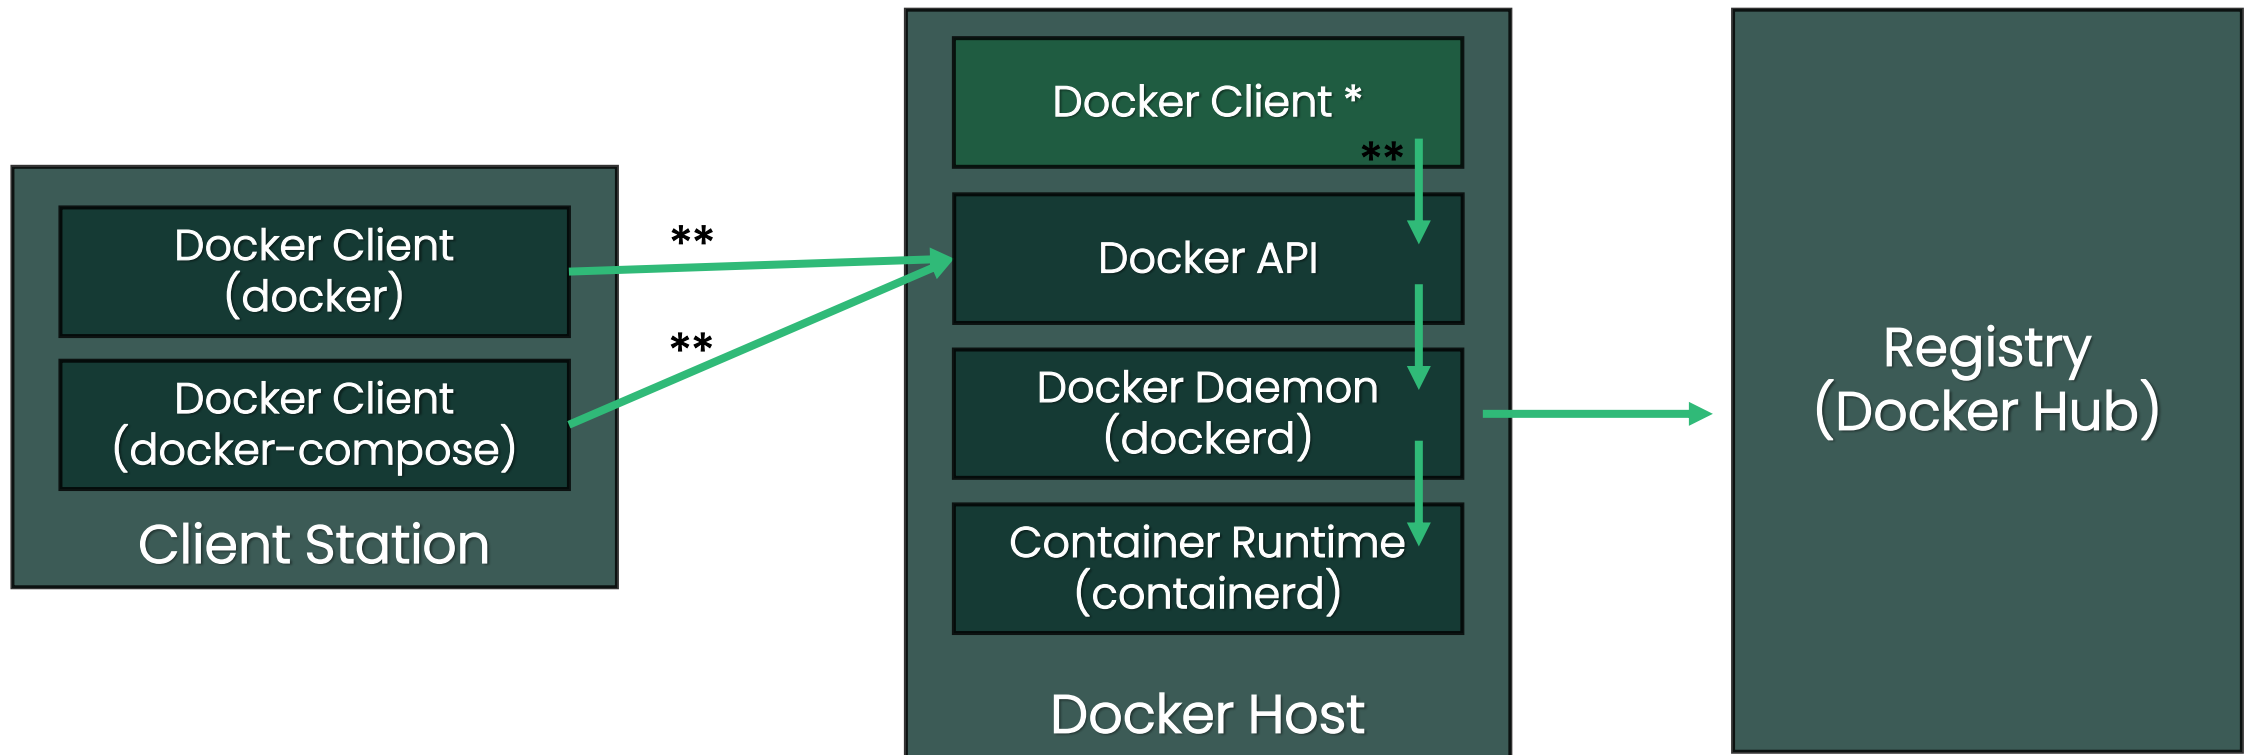 Docker Client
(docker)
Docker Client
(docker-compose)
Client Station
**
**
Docker Client *
**
Docker API
Docker Daemon
(dockerd)
Container Runtime
(containerd)
Docker Host
Registry
(Docker Hub)